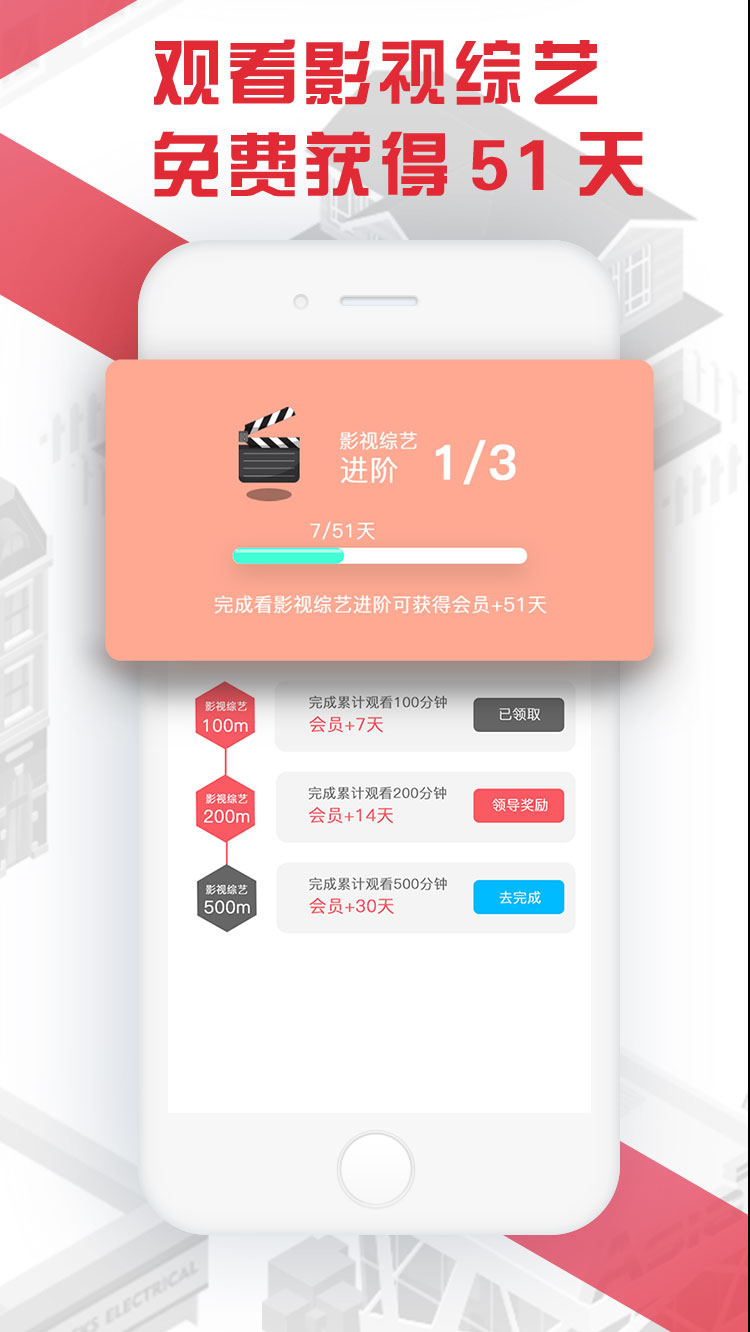 观看影视综艺
免费获得51天
影视综艺
进阶
1/3
7/51天
完成看影视综艺进阶可获得会员+51天
影视综艺
100m
完成累计观看100分钟
会员+7天
已领取
影视综艺
200m
完成累计观看200分钟
会员+14天
领导奖励
影视综艺
500m
完成累计观看500分钟
会员+30天
去完成
ELECTRICAL